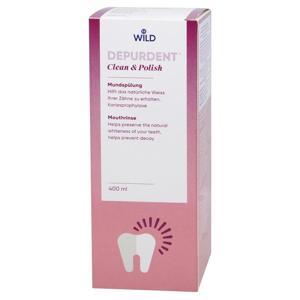 WILD
DEPURDENT™
Clean & Polish
Mundspülung
Hilft das natürliche Weiss
Ihrer Zähne zu erhalten.
Kariesprophylaxe
Mouthrinse
Helps preserve the natural
whiteness of your teeth,
helps prevent decay.
400 ml